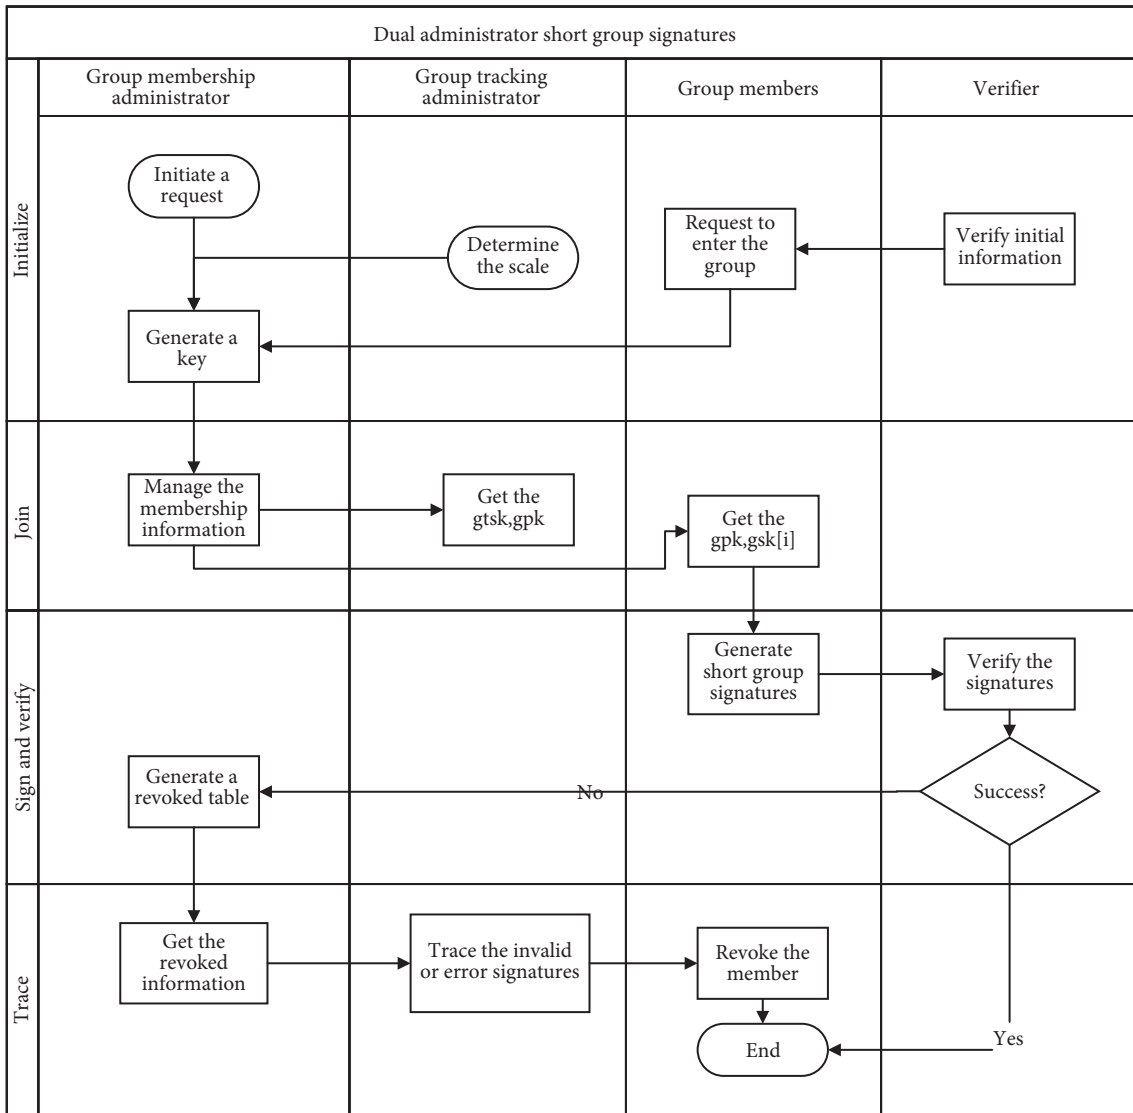 Dual administrator short group signatures
Group membership
administrator
Group tracking
administrator
Group members
Verifier
Initialize
Initiate a
request
Determine
the scale
Request to
enter the
group
Verify initial
information
Generate a
key
Join
Manage the
membership
information
Get the
gtsk,gpk
Get the
gpk,gsk[i]
Sign and verify
Generate
short group
signatures
Verify the
signatures
Generate a
revoked table
No
Success?
Trace
Get the
revoked
information
Trace the invalid
or error signatures
Revoke the
member
Yes
End